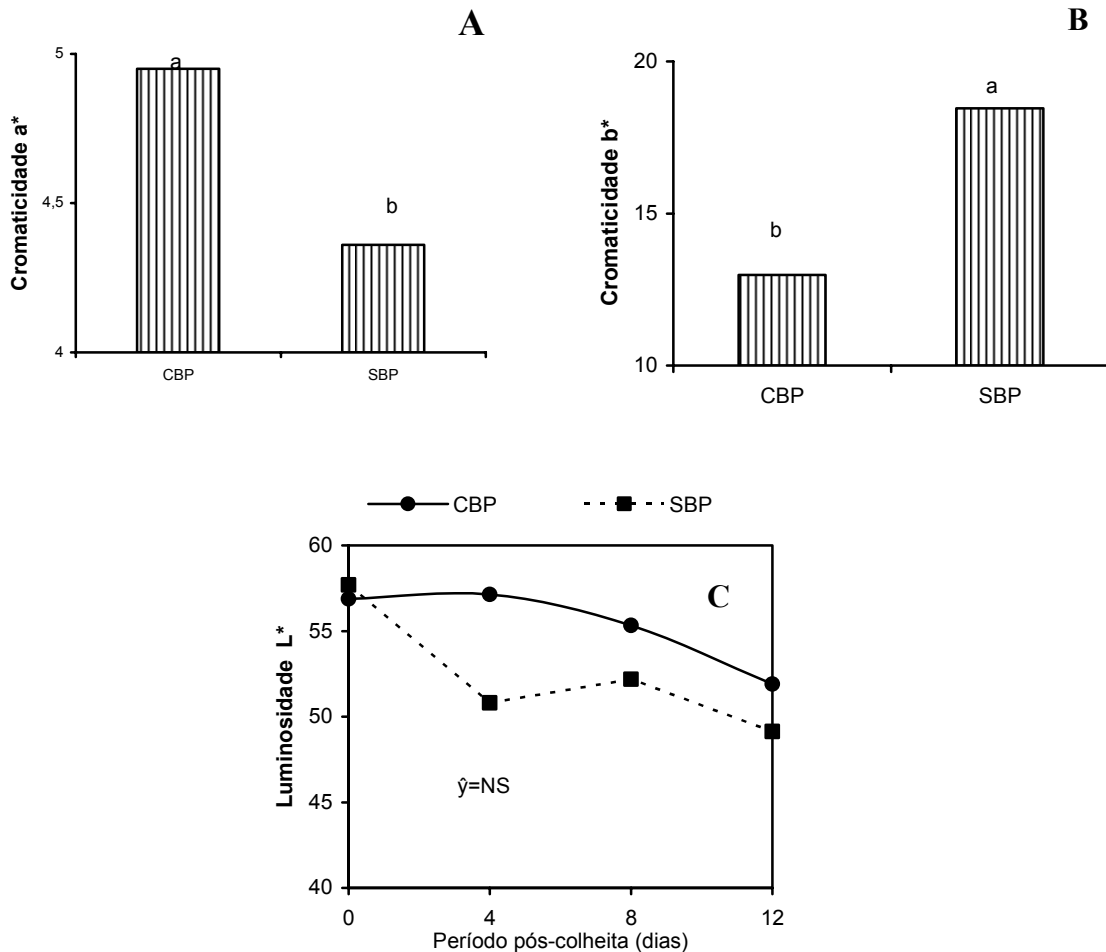 A
Cromaticidade a*
5
4,5
4
a
b
CBP
SBP
B
Cromaticidade b*
20
15
10
b
a
CBP
SBP
CBP
SBP
C
Luminosidade L*
60
55
50
45
40
ŷ=NS
0
4
8
12
Período pós-colheita (dias)